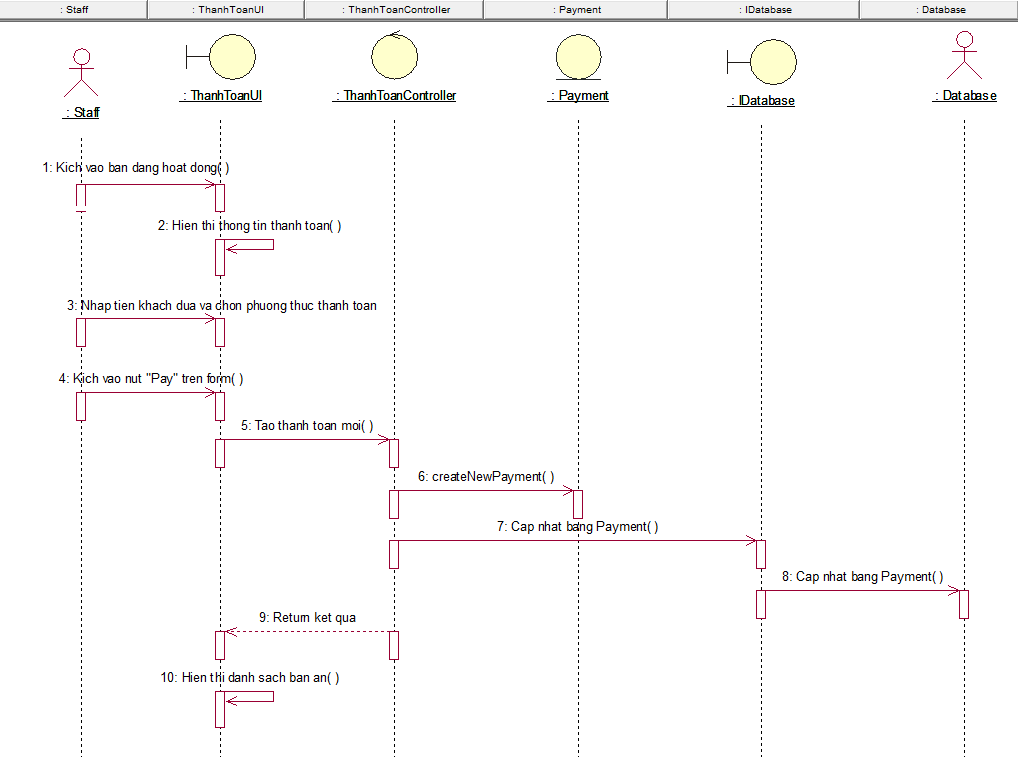 : Staff
: ThanhToanUI
: ThanhToanController
: Payment
: IDatabase
: Database
: Staff
: ThanhToanUI
: ThanhToanController
: Payment
: IDatabase
: Database
1: Kich vao ban dang hoat dong( )
2: Hien thi thong tin thanh toan( )
3: Nhap tien khach dua va chon phuong thuc thanh toan
4: Kich vao nut "Pay" tren form( )
5: Tao thanh toan moi( )
6: createNewPayment( )
7: Cap nhat bang Payment( )
8: Cap nhat bang Payment( )
9: Return ket qua
10: Hien thi danh sach ban an( )